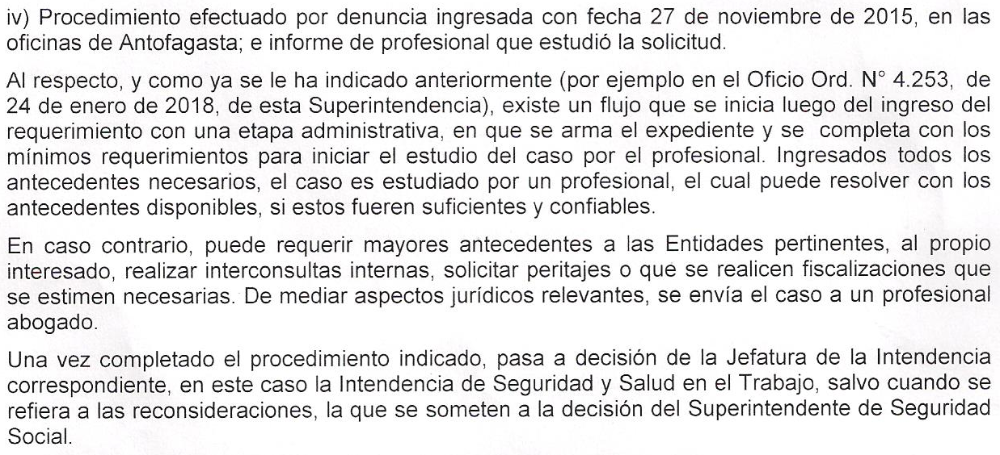 iv) Procedimiento efectuado por denuncia ingresada con fecha 27 de noviembre de 2015, en las
oficinas de Antofagasta; e informe de profesional que estudió la solicitud.
Al respecto, y como ya se le ha indicado anteriormente (por ejemplo en el Oficio Ord. N° 4.253, de
24 de enero de 2018, de esta Superintendencia), existe un flujo que se inicia luego del ingreso del
requerimiento con una etapa administrativa, en que se arma el expediente y se completa con los
mínimos requerimientos para iniciar el estudio del caso por el profesional. Ingresados todos los
antecedentes necesarios, el caso es estudiado por un profesional, el cual puede resolver con los
antecedentes disponibles, si estos fueren suficientes y confiables.
En caso contrario, puede requerir mayores antecedentes a las Entidades pertinentes, al propio
interesado, realizar interconsultas internas, solicitar peritajes o que se realicen fiscalizaciones que
se estimen necesarias. De mediar aspectos jurídicos relevantes, se envía el caso a un profesional
abogado.
Una vez completado el procedimiento indicado, pasa a decisión de la Jefatura de la Intendencia
correspondiente, en este caso la Intendencia de Seguridad y Salud en el Trabajo, salvo cuando se
refiera a las reconsideraciones, la que se someten a la decisión del Superintendente de Seguridad
Social.